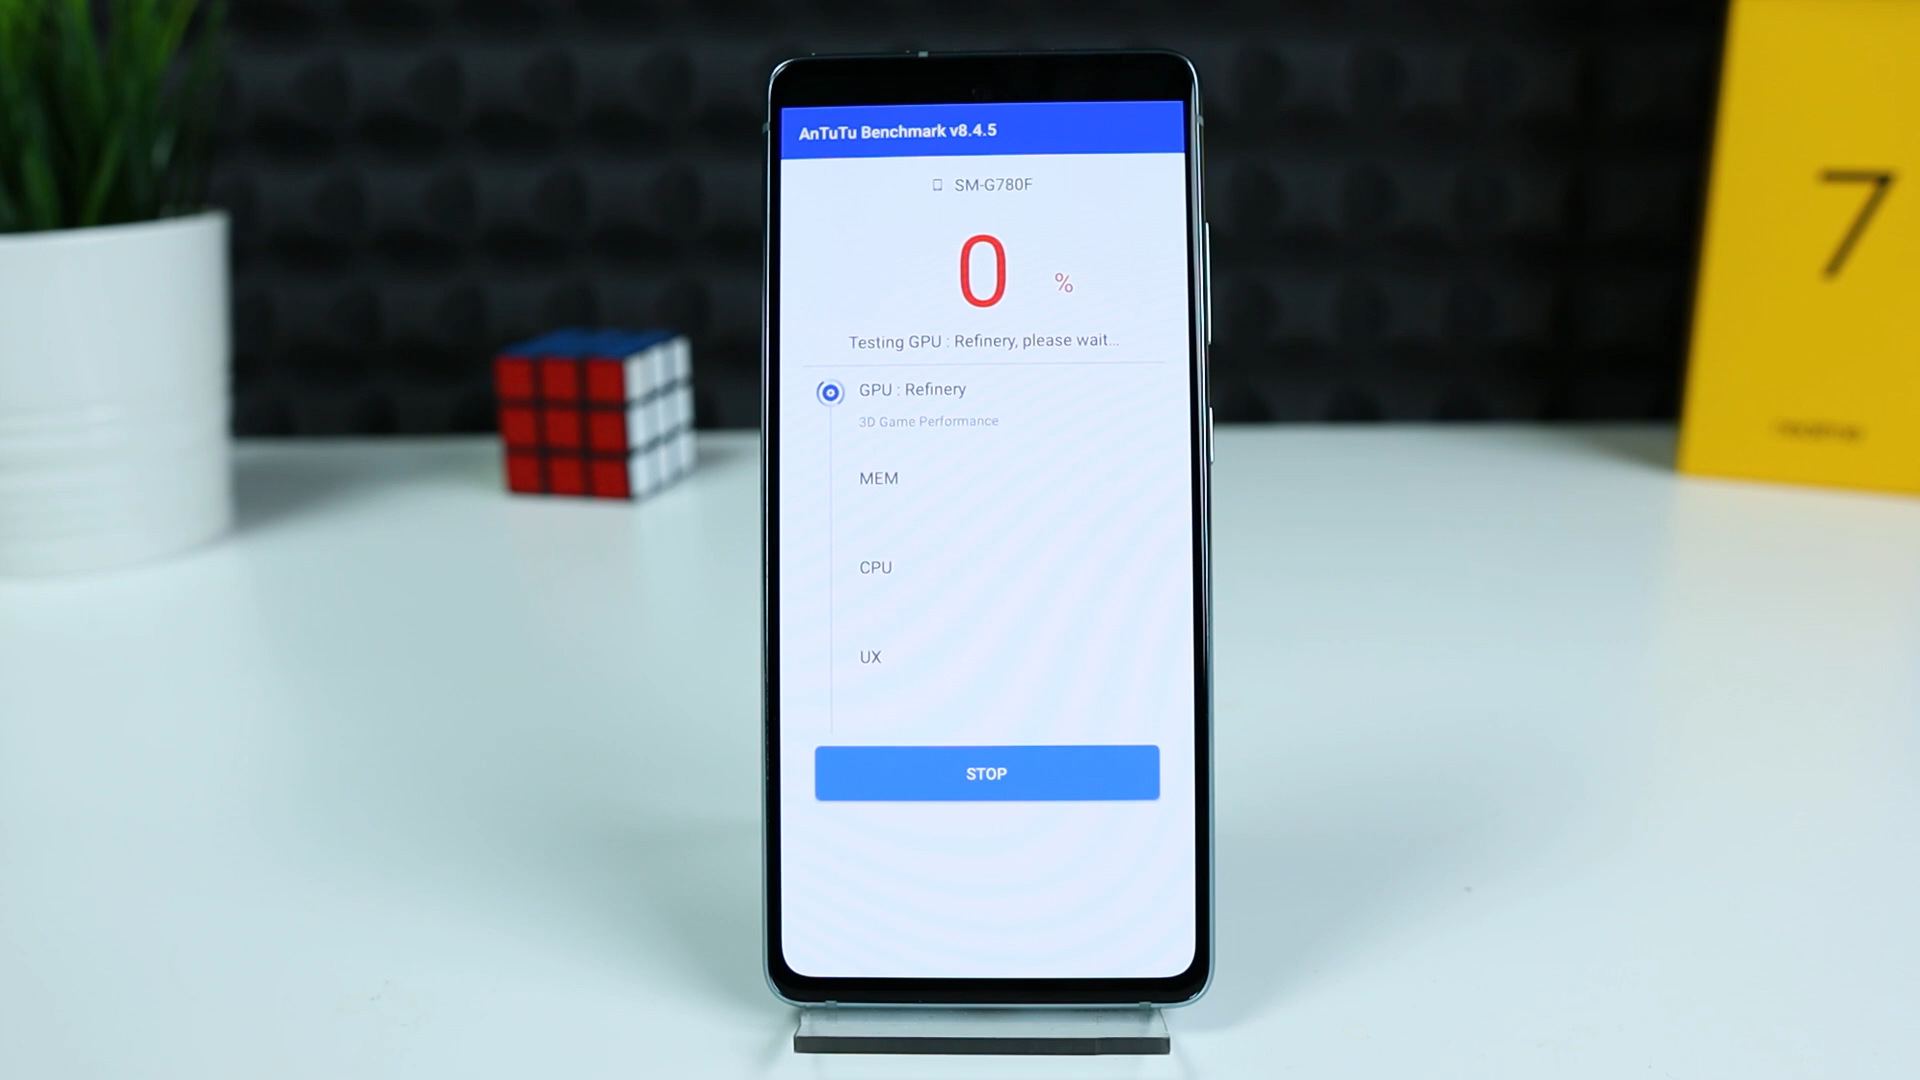 AnTuTu Benchmark v8.4.5
SM-G780F
0 %
Testing GPU : Refinery, please wait...
GPU : Refinery
3D Game Performance
MEM
CPU
UX
STOP
7
realme